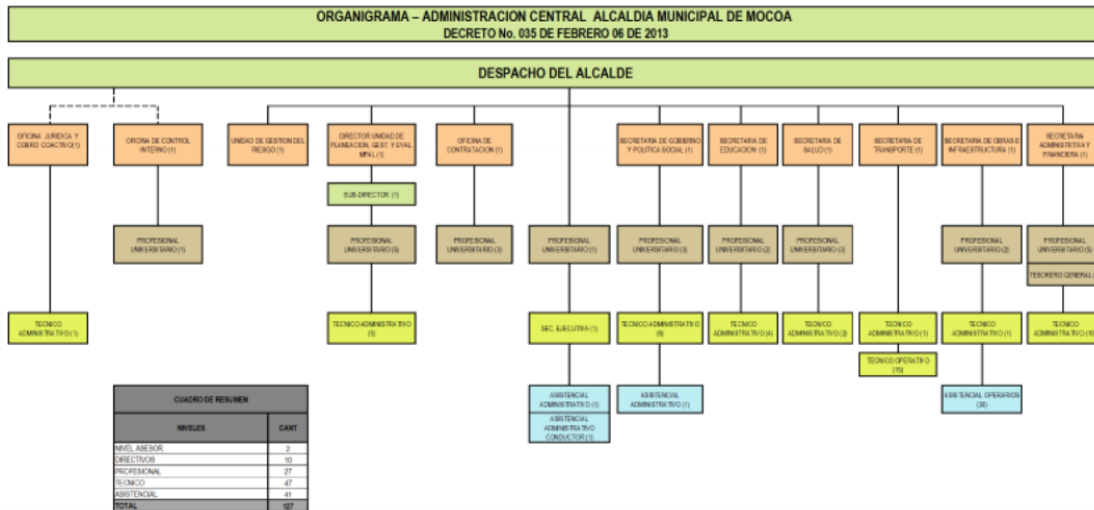 ORGANIGRAMA – ADMINISTRACION CENTRAL ALCALDIA MUNICIPAL DE MOCOA
DECRETO No. 035 DE FEBRERO 06 DE 2013
DESPACHO DEL ALCALDE
OFICINA JURIDICA Y
COBRO COACTIVO(1)
OFICINA DE CONTROL
INTERNO (1)
UNIDAD DE GESTION DEL
RIESGO (1)
DIRECTOR UNIDAD DE
PLANEACION, GEST. Y EVAL
MPAL (1)
OFICINA DE
CONTRATACION (1)
SECRETARIA DE GOBIERNO
Y POLITICA SOCIAL (1)
SECRETARIA DE
EDUCACION (1)
SECRETARIA DE
SALUD (1)
SECRETARIA DE
TRANSPORTE (1)
SECRETARIA DE OBRAS E
INFRAESTRUCTURA (1)
SECRETARIA
ADMINISTRATIVA Y
FINANCIERA (1)
SUB-DIRECTOR (1)
PROFESIONAL
UNIVERSITARIO (1)
PROFESIONAL
UNIVERSITARIO
PROFESIONAL
UNIVERSITARIO (3)
PROFESIONAL
UNIVERSITARIO (1)
PROFESIONAL
UNIVERSITARIO (3)
PROFESIONAL
UNIVERSITARIO (2)
PROFESIONAL
UNIVERSITARIO (3)
PROFESIONAL
UNIVERSITARIO (2)
PROFESIONAL
UNIVERSITARIO (5)
TESORERO GENERAL
TECNICO
ADMINISTRATIVO (1)
TECNICO ADMINISTRATIVO
SEC. EJECUTIVA (1)
TECNICO ADMINISTRATIVO
TECNICO
ADMINISTRATIVO (4)
TECNICO
ADMINISTRATIVO (2)
TECNICO
ADMINISTRATIVO (1)
TECNICO
ADMINISTRATIVO (1)
TECNICO
ADMINISTRATIVO
TECNICO OPERATIVO
(15)
ASISTENCIAL
ADMINISTRATIVO (1)
ASISTENCIAL
ADMINISTRATIVO
CONDUCTOR (1)
ASISTENCIAL
ADMINISTRATIVO (1)
ASISTENCIAL OPERARIOS
CUADRO DE RESUMEN
NIVELES CANT
NIVEL ASESOR 2
DIRECTIVOS 10
PROFESIONAL 27
TECNICO 47
ASISTENCIAL 41
TOTAL 127